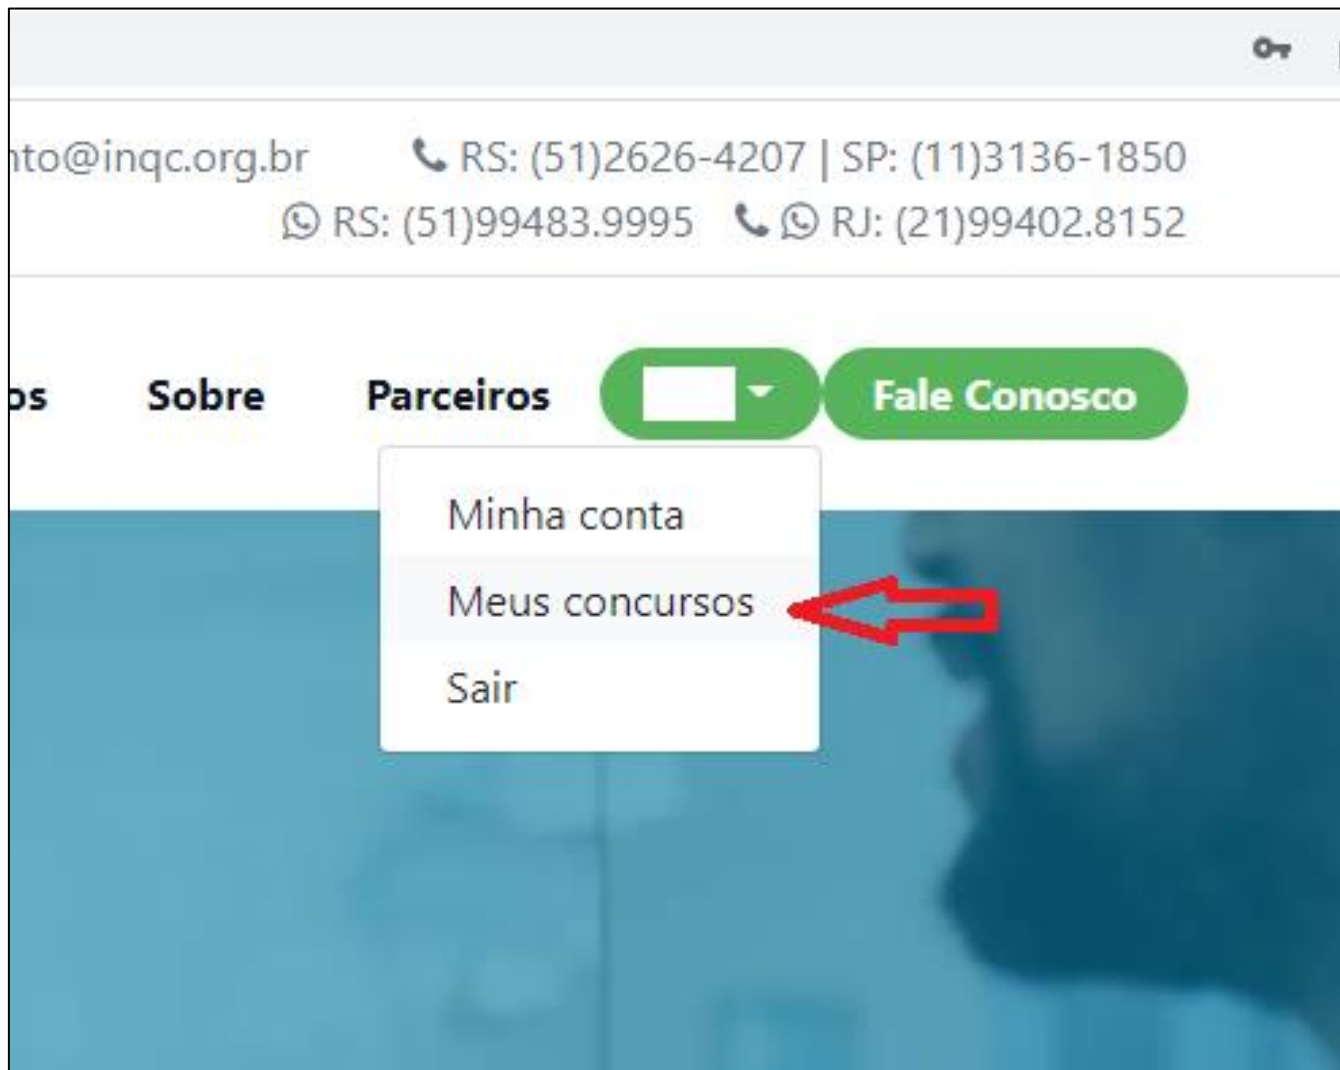 nto@inqc.org.br RS: (51)2626-4207 | SP: (11)3136-1850
RS: (51)99483.9995 RJ: (21)99402.8152
os Sobre Parceiros Fale Conosco
Minha conta
Meus concursos
Sair